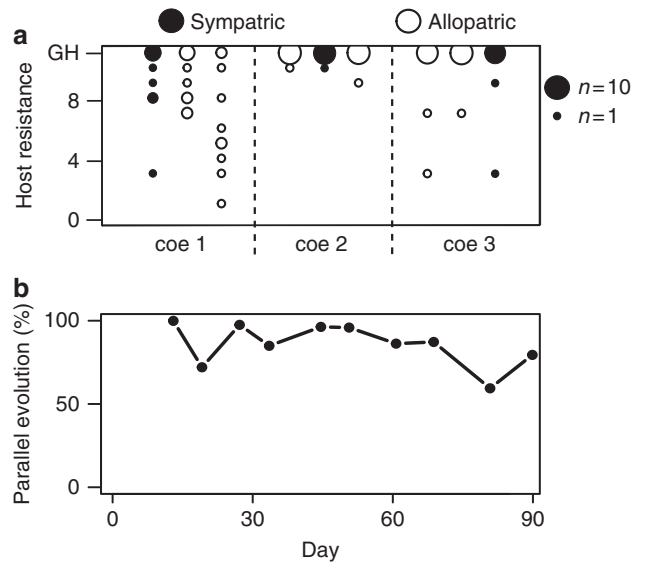 a
Sympatric Allopatric
GH
8
4
0
Host resistance
n=10
n=1
coe 1 coe 2 coe 3
b
100
50
0
Parallel evolution (%)
0 30 60 90
Day